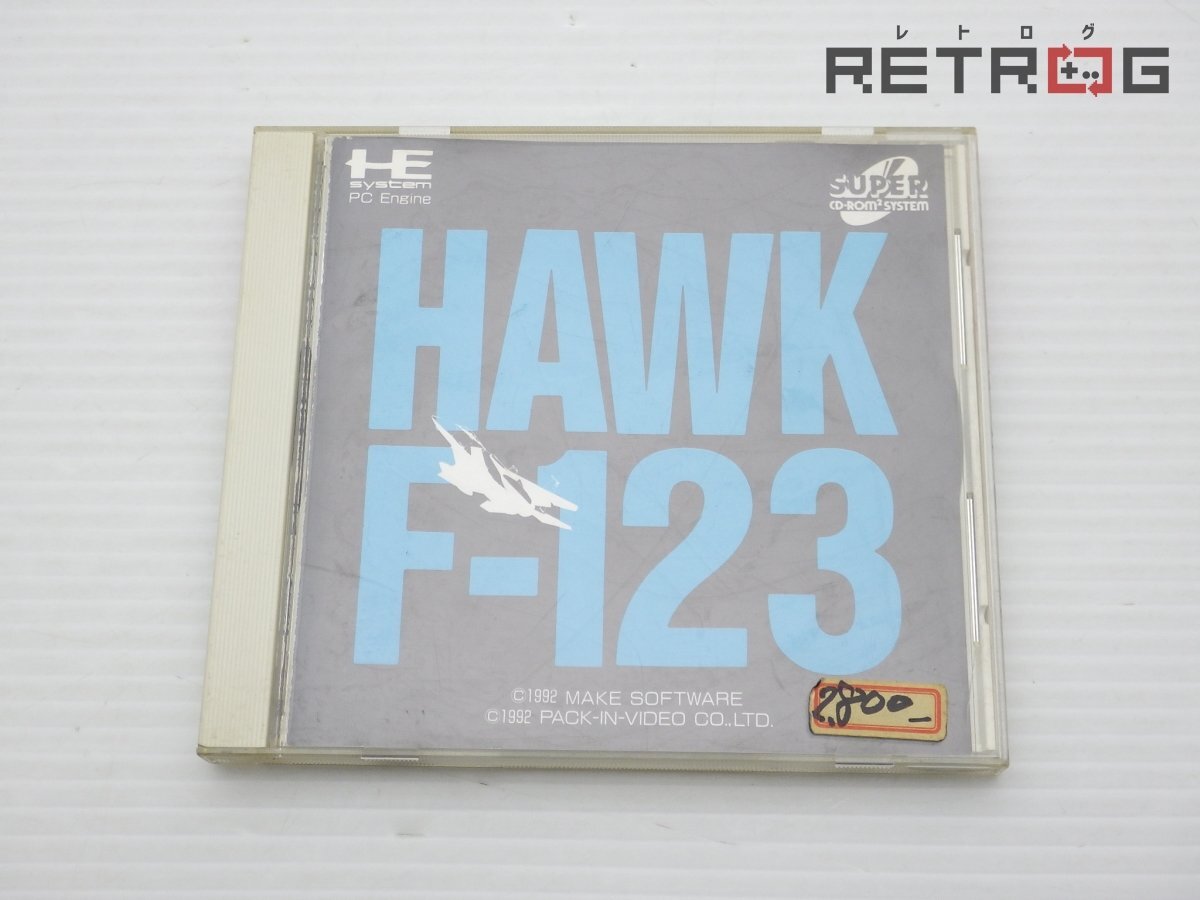 レトログ
RETROG
HE
system
PC Engine
SUPER
CD-ROM² SYSTEM
HAWK
F-123
©1992 MAKE SOFTWARE
©1992 PACK-IN-VIDEO CO.,LTD.
2,800-